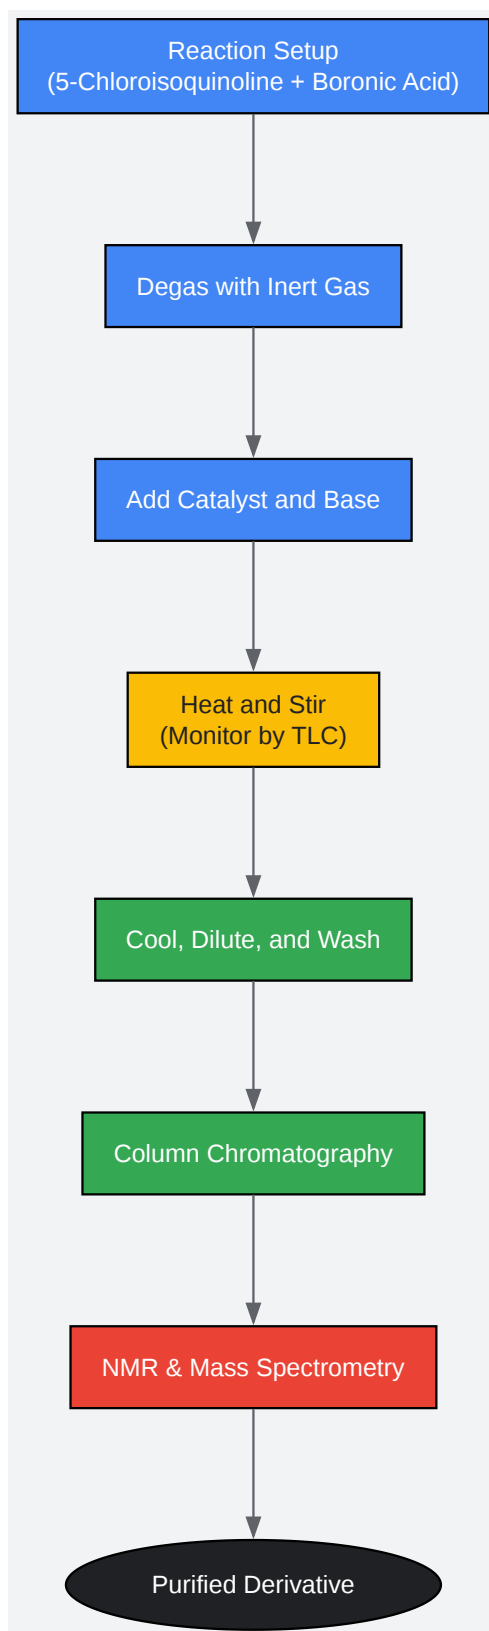 Reaction Setup
(5-Chloroisoquinoline + Boronic Acid)
Degas with Inert Gas
Add Catalyst and Base
Heat and Stir
(Monitor by TLC)
Cool, Dilute, and Wash
Column Chromatography
NMR & Mass Spectrometry
Purified Derivative